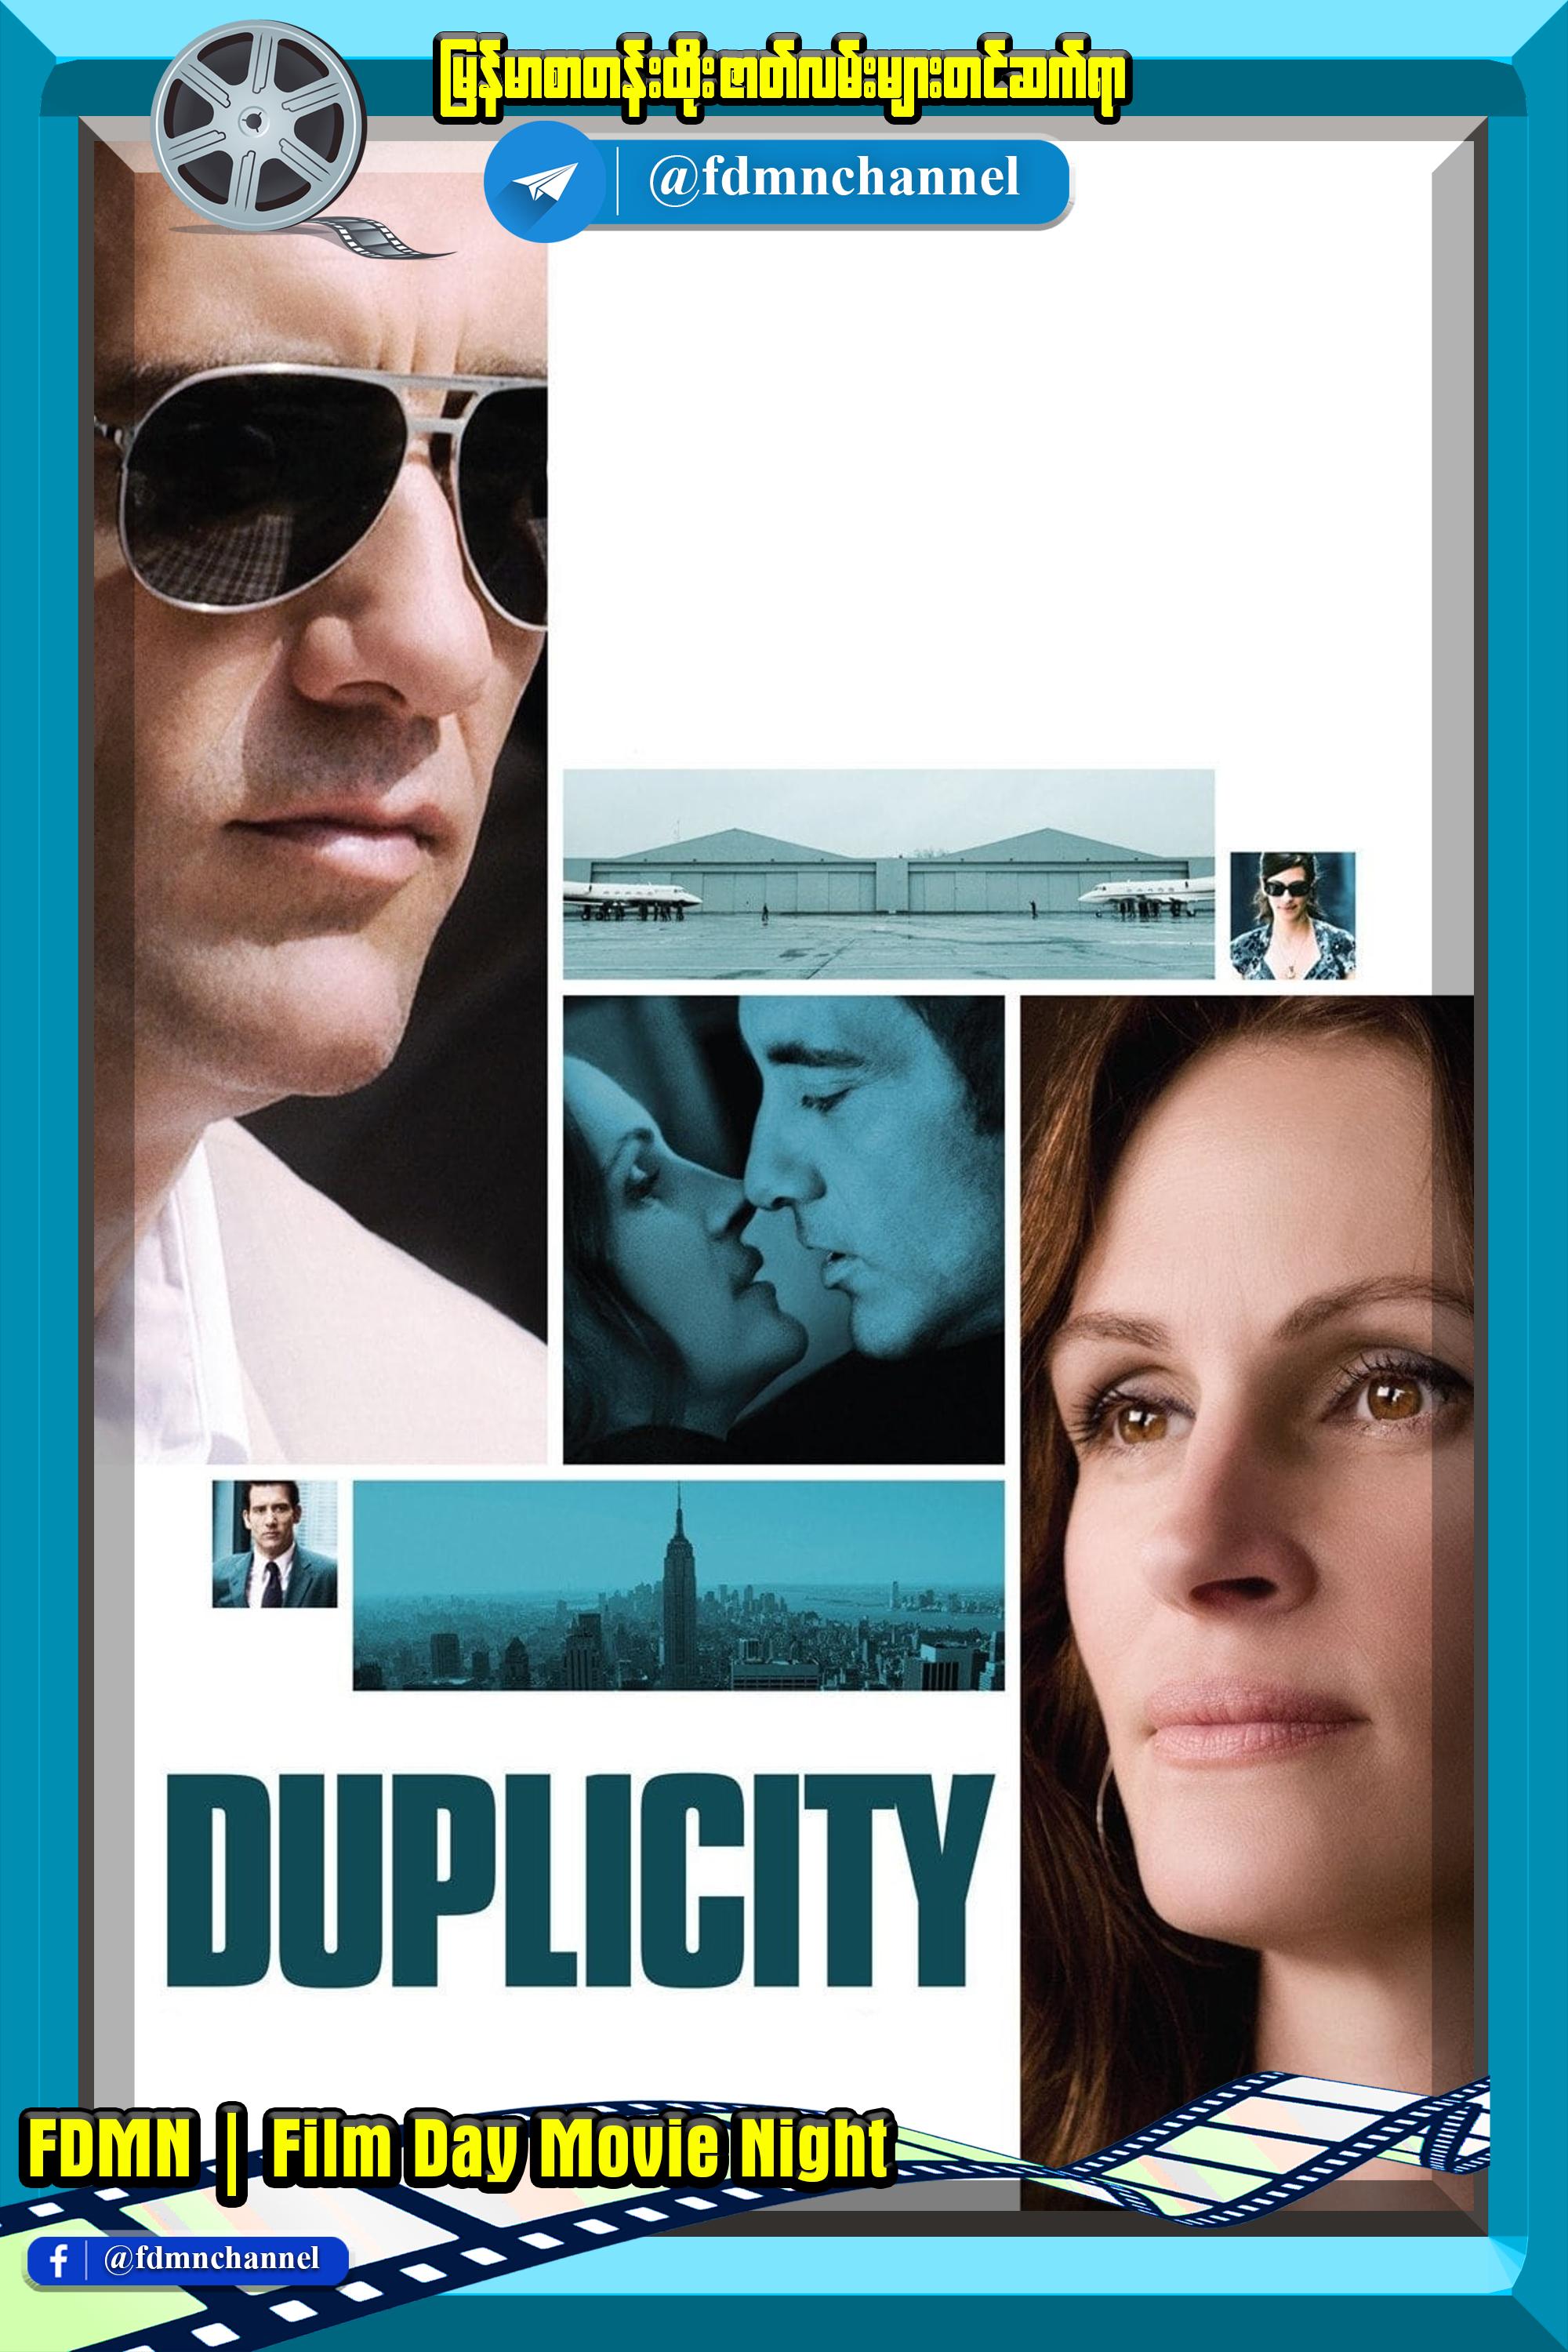 မြန်မာစာတန်းထိုး ဇာတ်လမ်းများတင်ဆက်ရာ
@fdmnchannel
DUPLICITY
FDMN | Film Day Movie Night
@fdmnchannel